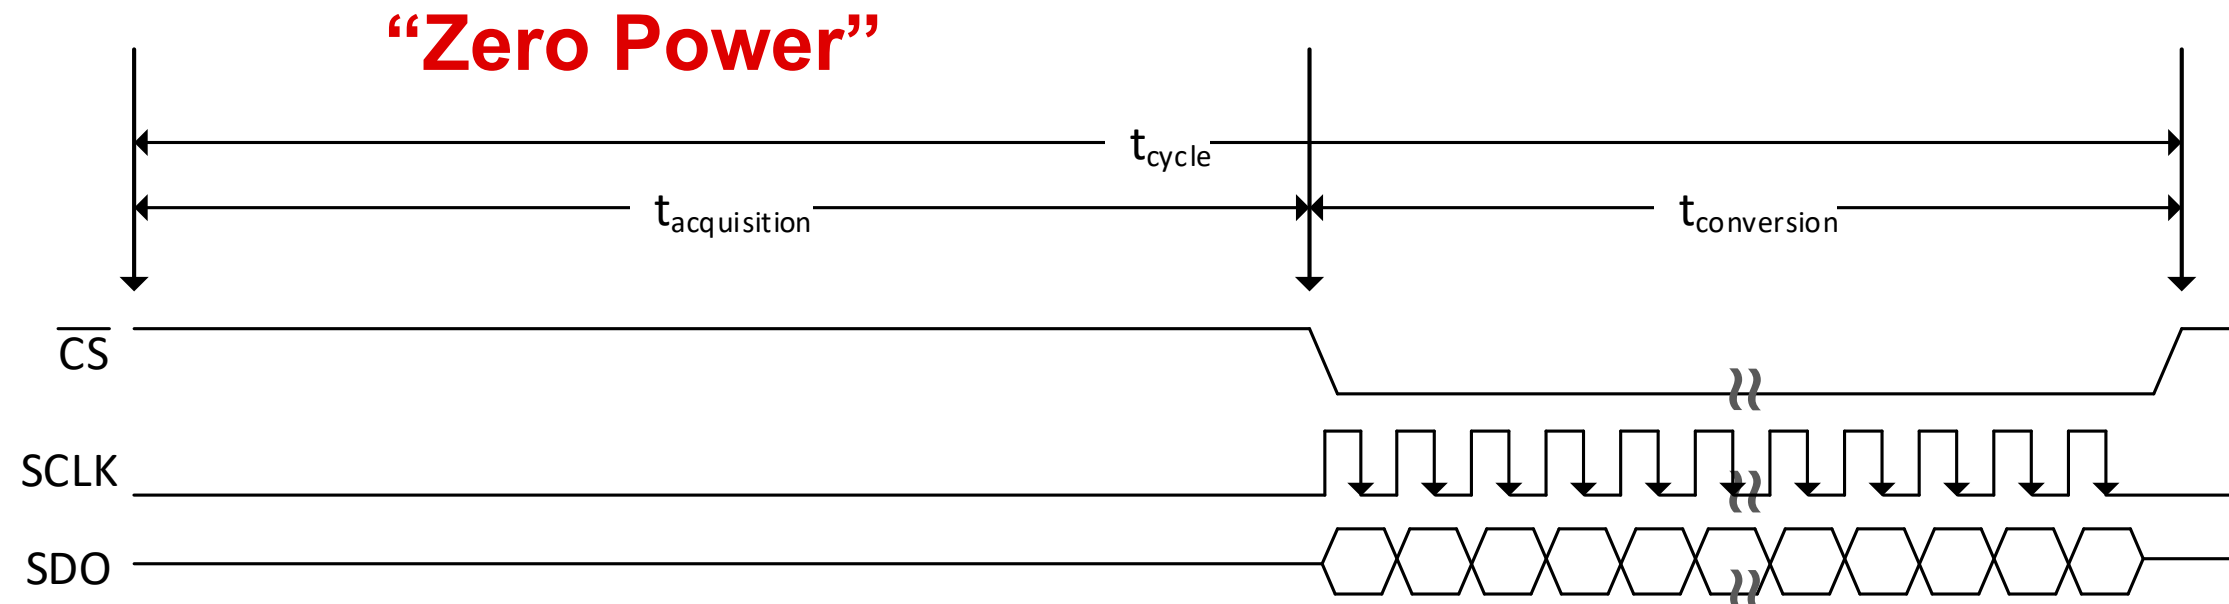 “Zero Power”
tcycle
tacquisition
tconversion
CS
SCLK
SDO